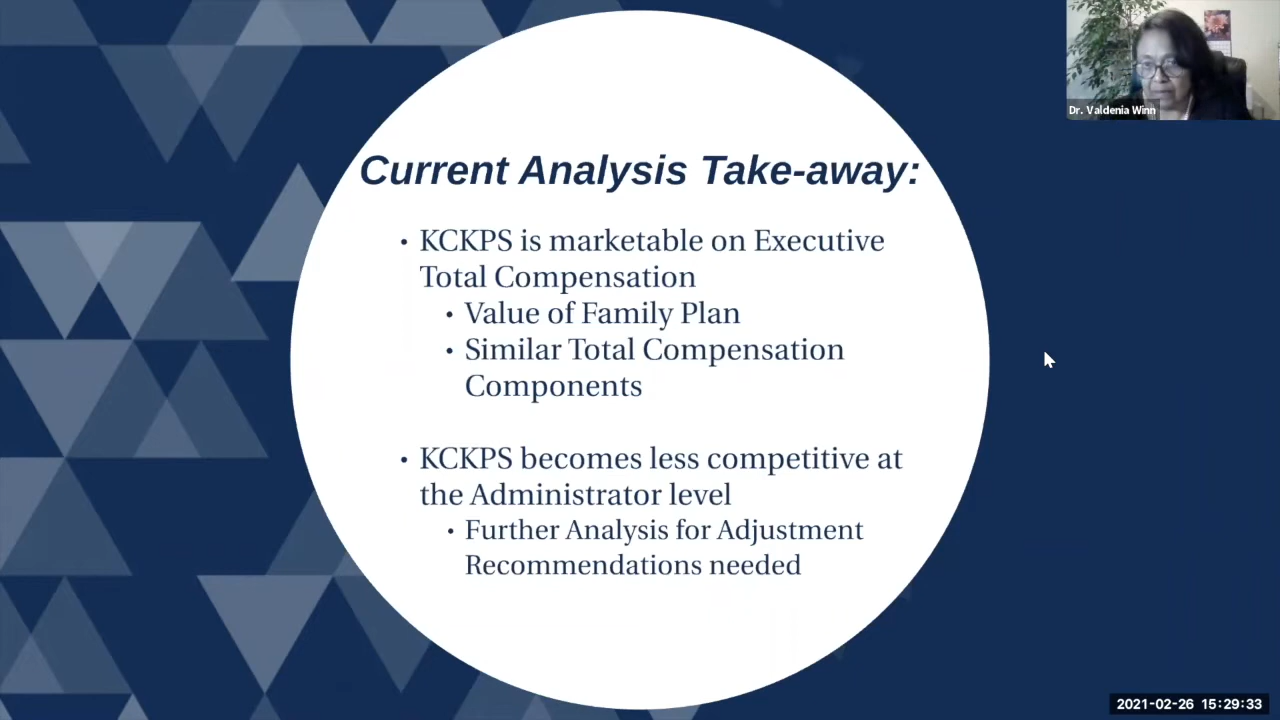 Dr. Valdenia Winn
Current Analysis Take-away:
• KCKPS is marketable on Executive
Total Compensation
• Value of Family Plan
• Similar Total Compensation
Components
• KCKPS becomes less competitive at
the Administrator level
• Further Analysis for Adjustment
Recommendations needed
2021-02-26 15:29:33